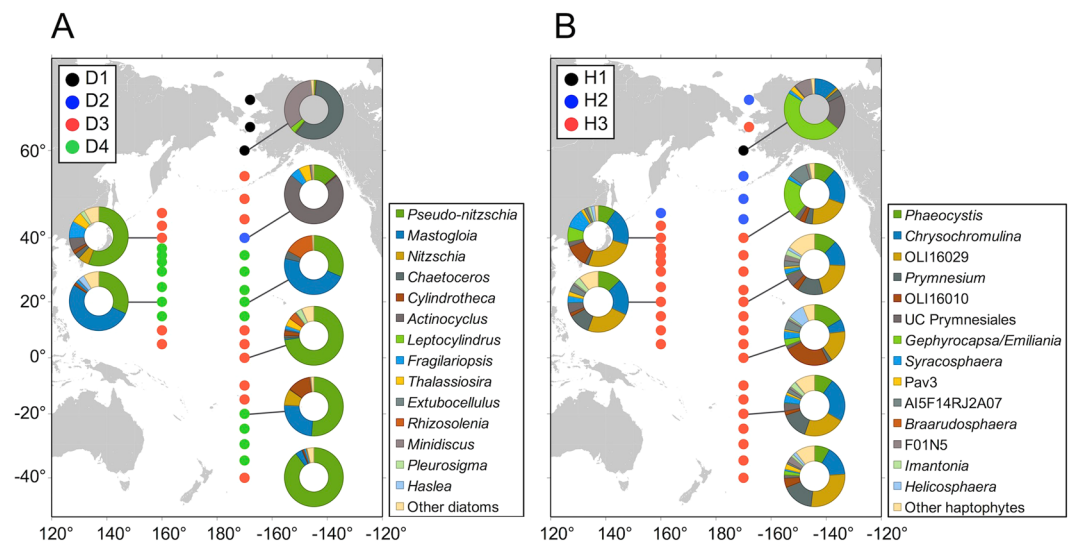 A
B
D1
D2
D3
D4
H1
H2
H3
60°
40°
20°
0°
-20°
-40°
Pseudo-nitzschia
Mastogloia
Nitzschia
Chaetoceros
Cylindrotheca
Actinocyclus
Leptocylindrus
Fragilariopsis
Thalassiosira
Extubocellulus
Rhizosolenia
Minidiscus
Pleurosigma
Haslea
Other diatoms
120° 140° 160° 180° -160° -140° -120°
60°
40°
20°
0°
-20°
-40°
Phaeocystis
Chrysochromulina
OLI16029
Prymnesium
OLI16010
UC Prymnesiales
Gephyrocapsa/Emiliania
Syracosphaera
Pav3
AI5F14RJ2A07
Braarudosphaera
F01N5
Imantonia
Helicosphaera
Other haptophytes
120° 140° 160° 180° -160° -140° -120°